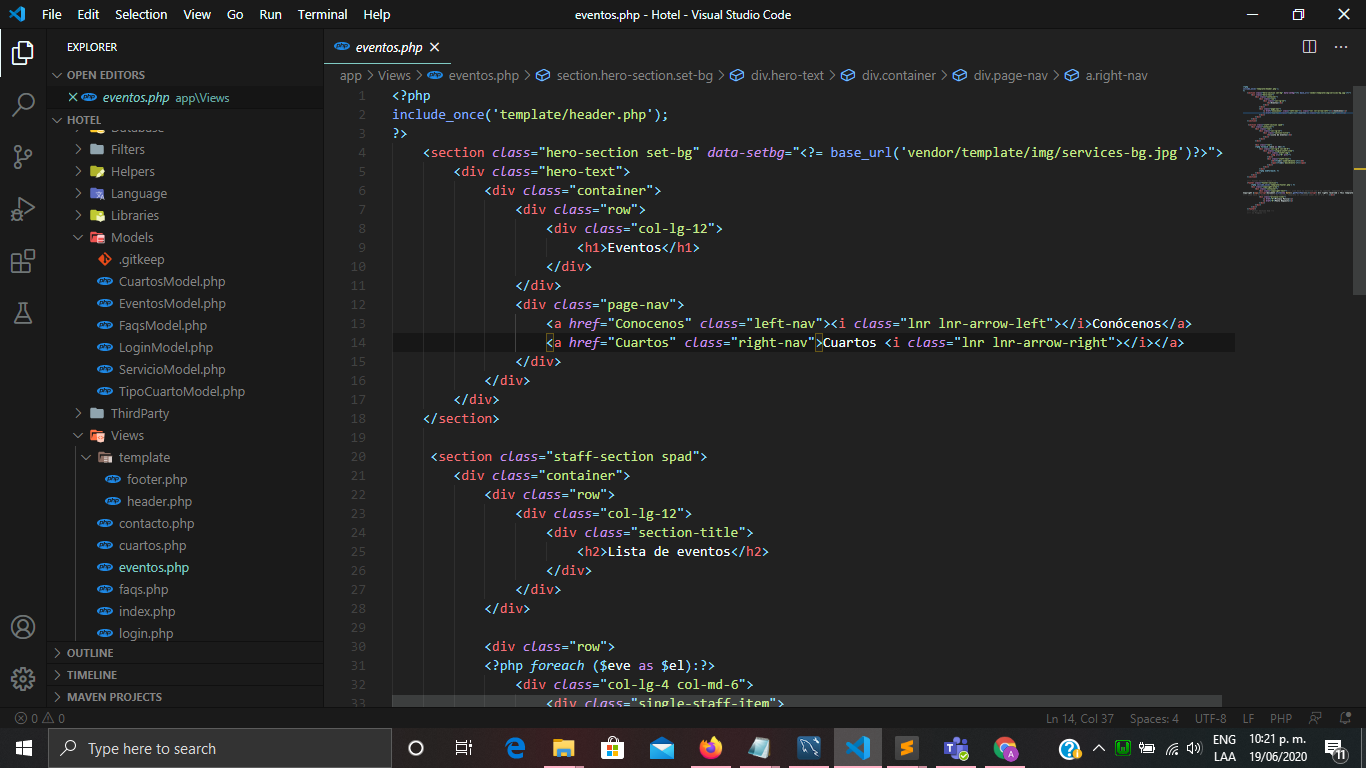 File Edit Selection View Go Run Terminal Help eventos.php - Hotel - Visual Studio Code
EXPLORER
OPEN EDITORS
eventos.php app\Views
HOTEL
Database
Filters
Helpers
Language
Libraries
Models
.gitkeep
CuartosModel.php
EventosModel.php
FaqsModel.php
LoginModel.php
ServicioModel.php
TipoCuartoModel.php
ThirdParty
Views
template
footer.php
header.php
contacto.php
cuartos.php
eventos.php
faqs.php
index.php
login.php
OUTLINE
TIMELINE
MAVEN PROJECTS
eventos.php
app > Views > eventos.php > section.hero-section.set-bg > div.hero-text > div.container > div.page-nav > a.right-nav
1 <?php
2 include_once('template/header.php');
3 ?>
4 <section class="hero-section set-bg" data-setbg="<?= base_url('vendor/template/img/services-bg.jpg')?>">
5 <div class="hero-text">
6 <div class="container">
7 <div class="row">
8 <div class="col-lg-12">
9 <h1>Eventos</h1>
10 </div>
11 </div>
12 <div class="page-nav">
13 <a href="Conocenos" class="left-nav"><i class="lnr lnr-arrow-left"></i>Conócenos</a>
14 <a href="Cuartos" class="right-nav">Cuartos <i class="lnr lnr-arrow-right"></i></a>
15 </div>
16 </div>
17 </div>
18 </section>
19
20 <section class="staff-section spad">
21 <div class="container">
22 <div class="row">
23 <div class="col-lg-12">
24 <div class="section-title">
25 <h2>Lista de eventos</h2>
26 </div>
27 </div>
28 </div>
29
30 <div class="row">
31 <?php foreach ($eve as $el):?>
32 <div class="col-lg-4 col-md-6">
33 <div class="single-staff-item">
0 0 Ln 14, Col 37 Spaces: 4 UTF-8 LF PHP
Type here to search
ENG
LAA
10:21 p. m.
19/06/2020
11